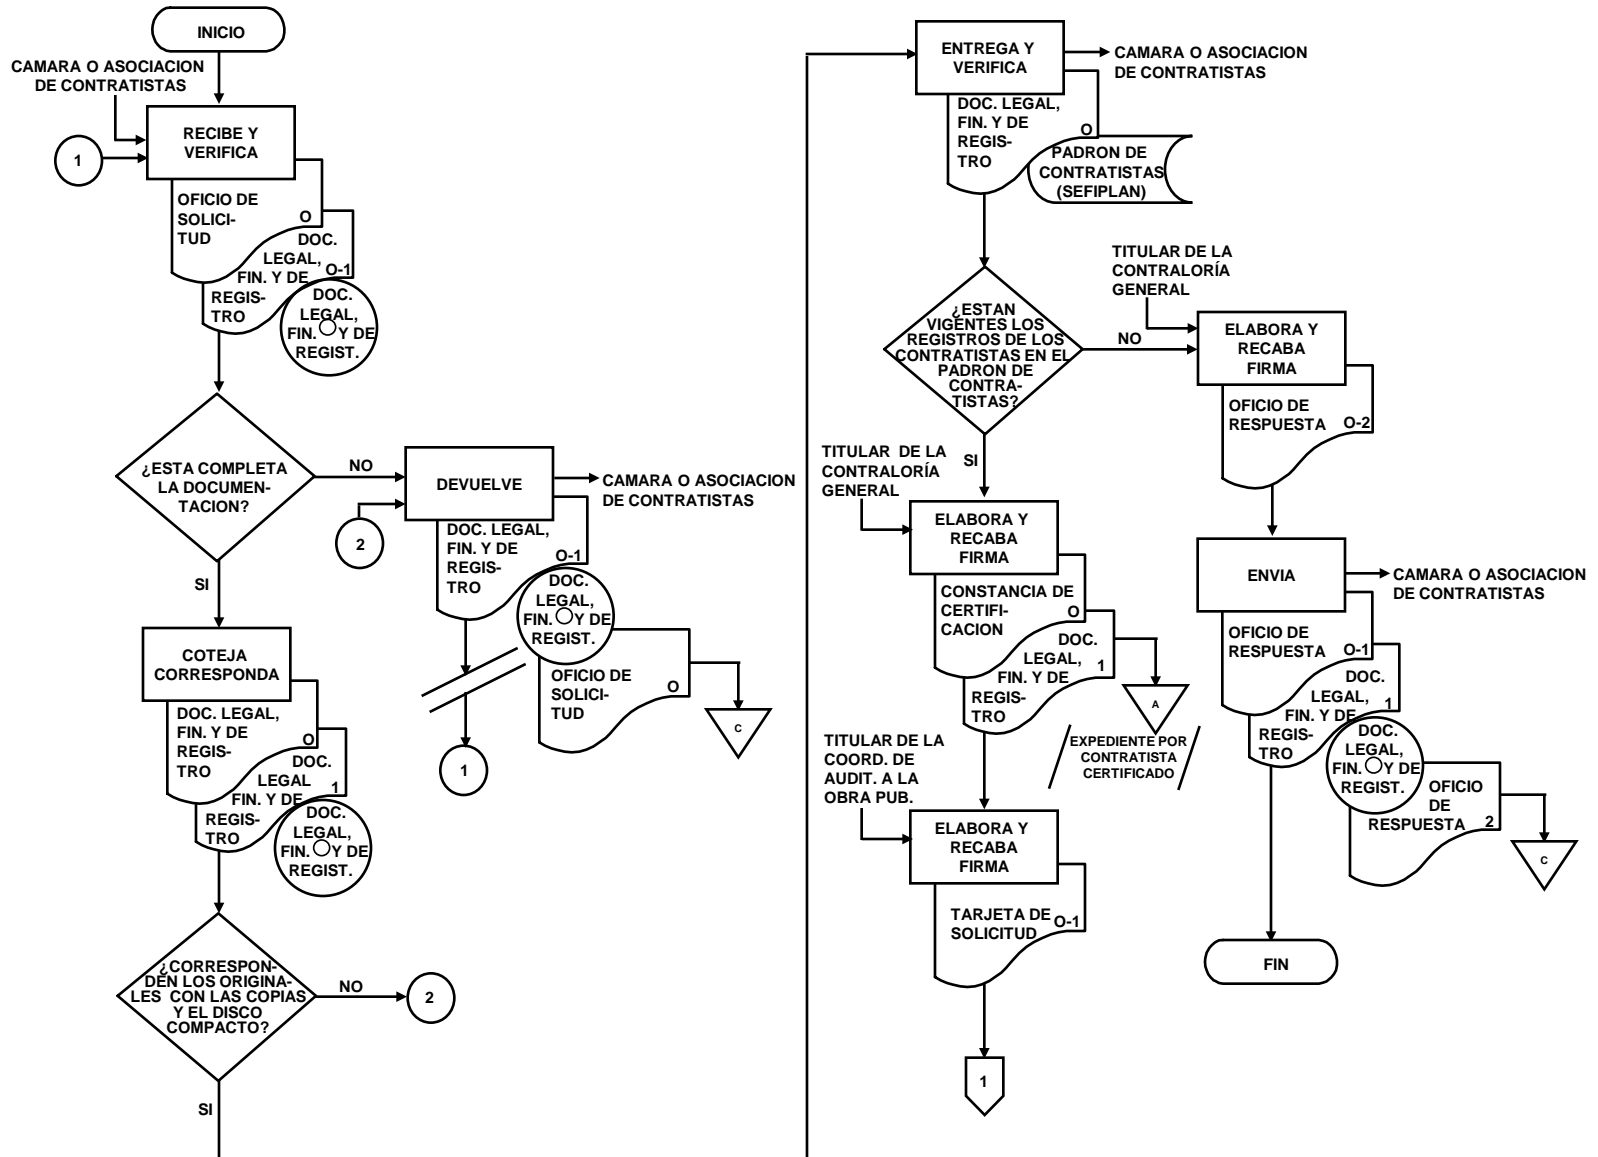 INICIO
CAMARA O ASOCIACION
DE CONTRATISTAS
RECIBE Y
VERIFICA
1
OFICIO DE
SOLICI-
TUD
O
DOC.
LEGAL,
FIN. Y DE
REGIS-
TRO
O-1
DOC.
LEGAL,
FIN. Y DE
REGIST.
¿ESTA COMPLETA
LA DOCUMEN-
TACION?
NO
SI
DEVUELVE
CAMARA O ASOCIACION
DE CONTRATISTAS
2
DOC. LEGAL,
FIN. Y DE
REGIS-
TRO
O-1
DOC.
LEGAL,
FIN. Y DE
REGIST.
OFICIO DE
SOLICI-
TUD
O
C
1
COTEJA
CORRESPONDA
DOC. LEGAL,
FIN. Y DE
REGIS-
TRO
O
DOC.
LEGAL
FIN. Y DE
REGIS-
TRO
1
DOC.
LEGAL,
FIN. Y DE
REGIST.
¿CORRESPON-
DEN LOS ORIGINA-
LES CON LAS COPIAS
Y EL DISCO
COMPACTO?
NO
2
SI
ENTREGA Y
VERIFICA
CAMARA O ASOCIACION
DE CONTRATISTAS
DOC. LEGAL,
FIN. Y DE
REGIS-
TRO
O
PADRON DE
CONTRATISTAS
(SEFIPLAN)
¿ESTAN
VIGENTES LOS
REGISTROS DE LOS
CONTRATISTAS EN EL
PADRON DE
CONTRA-
TISTAS?
NO
SI
TITULAR DE LA
CONTRALORÍA
GENERAL
ELABORA Y
RECABA
FIRMA
OFICIO DE
RESPUESTA
O-2
TITULAR DE LA
CONTRALORÍA
GENERAL
ELABORA Y
RECABA
FIRMA
CONSTANCIA DE
CERTIFI-
CACION
O
DOC.
LEGAL,
FIN. Y DE
REGIS-
TRO
1
A
EXPEDIENTE POR
CONTRATISTA
CERTIFICADO
ENVIA
CAMARA O ASOCIACION
DE CONTRATISTAS
OFICIO DE
RESPUESTA
O-1
DOC.
LEGAL,
FIN. Y DE
REGIS-
TRO
1
DOC.
LEGAL,
FIN. Y DE
REGIST.
OFICIO
DE
RESPUESTA
2
C
TITULAR DE LA
COORD. DE
AUDIT. A LA
OBRA PUB.
ELABORA Y
RECABA
FIRMA
TARJETA DE
SOLICITUD
O-1
FIN
1